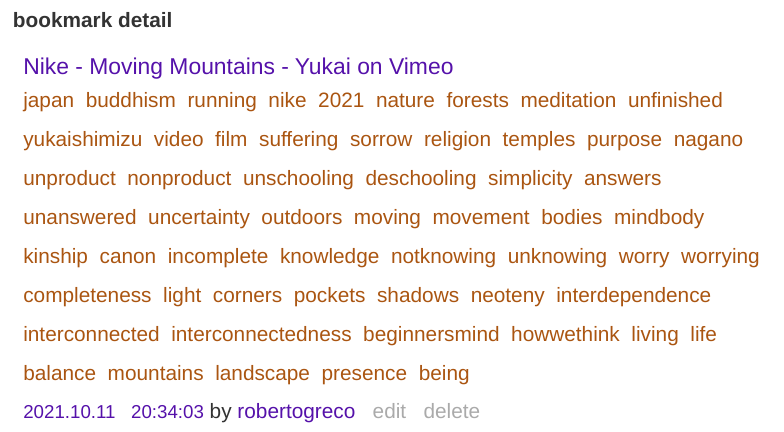 bookmark detail
Nike - Moving Mountains - Yukai on Vimeo
japan buddhism running nike 2021 nature forests meditation unfinished
yukaishimizu video film suffering sorrow religion temples purpose nagano
unproduct nonproduct unschooling deschooling simplicity answers
unanswered uncertainty outdoors moving movement bodies mindbody
kinship canon incomplete knowledge notknowing unknowing worry worrying
completeness light corners pockets shadows neoteny interdependence
interconnected interconnectedness beginnersmind howwethink living life
balance mountains landscape presence being
2021.10.11 20:34:03 by robertogreco edit delete